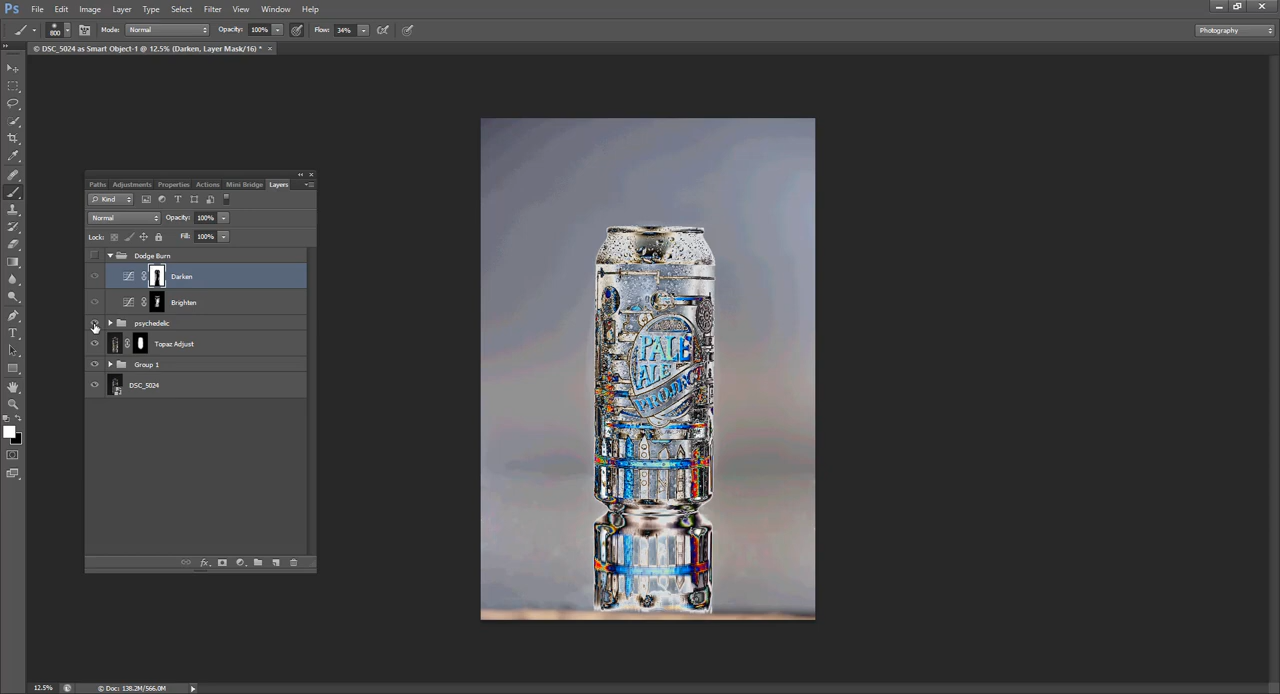 Ps File Edit Image Layer Type Select Filter View Window Help
800 Mode: Normal Opacity: 100% Flow: 34% Photography
© DSC_5024 as Smart Object-1 @ 12.5% (Darken, Layer Mask/16) *
Paths Adjustments Properties Actions Mini Bridge Layers
Kind
Normal Opacity: 100%
Lock: Fill: 100%
Dodge Burn
Darken
Brighten
psychedelic
Topaz Adjust
Group 1
DSC_5024
PALE
ALE
12.5% © Doc: 138.2M/566.0M